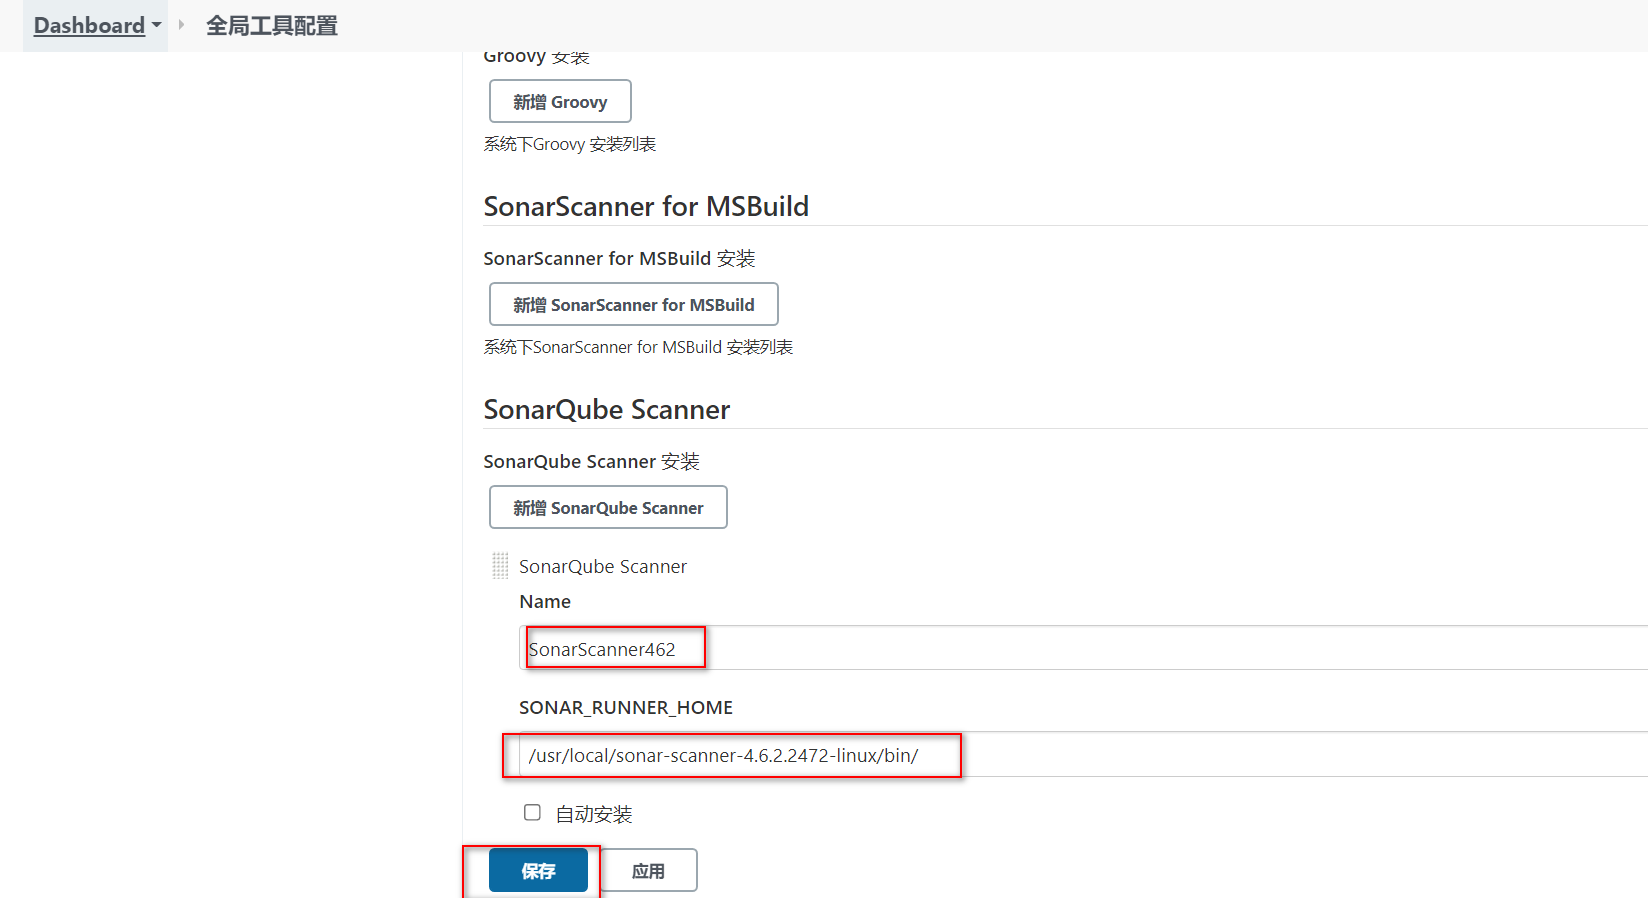 Dashboard
全局工具配置
Groovy 安装
新增 Groovy
系统下Groovy 安装列表
SonarScanner for MSBuild
SonarScanner for MSBuild 安装
新增 SonarScanner for MSBuild
系统下SonarScanner for MSBuild 安装列表
SonarQube Scanner
SonarQube Scanner 安装
新增 SonarQube Scanner
SonarQube Scanner
Name
SonarScanner462
SONAR_RUNNER_HOME
/usr/local/sonar-scanner-4.6.2.2472-linux/bin/
自动安装
保存
应用